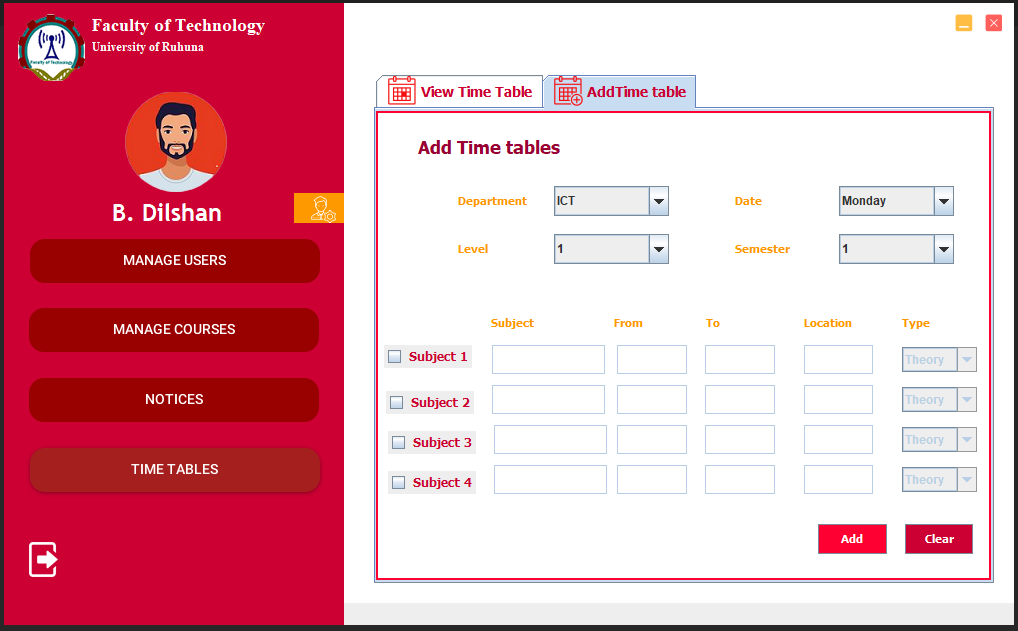 Faculty of Technology
University of Ruhuna
Faculty of Technology
B. Dilshan
MANAGE USERS
MANAGE COURSES
NOTICES
TIME TABLES
View Time Table
AddTime table
Add Time tables
Department ICT Date Monday
Level 1 Semester 1
Subject From To Location Type
Subject 1 Theory
Subject 2 Theory
Subject 3 Theory
Subject 4 Theory
Add Clear